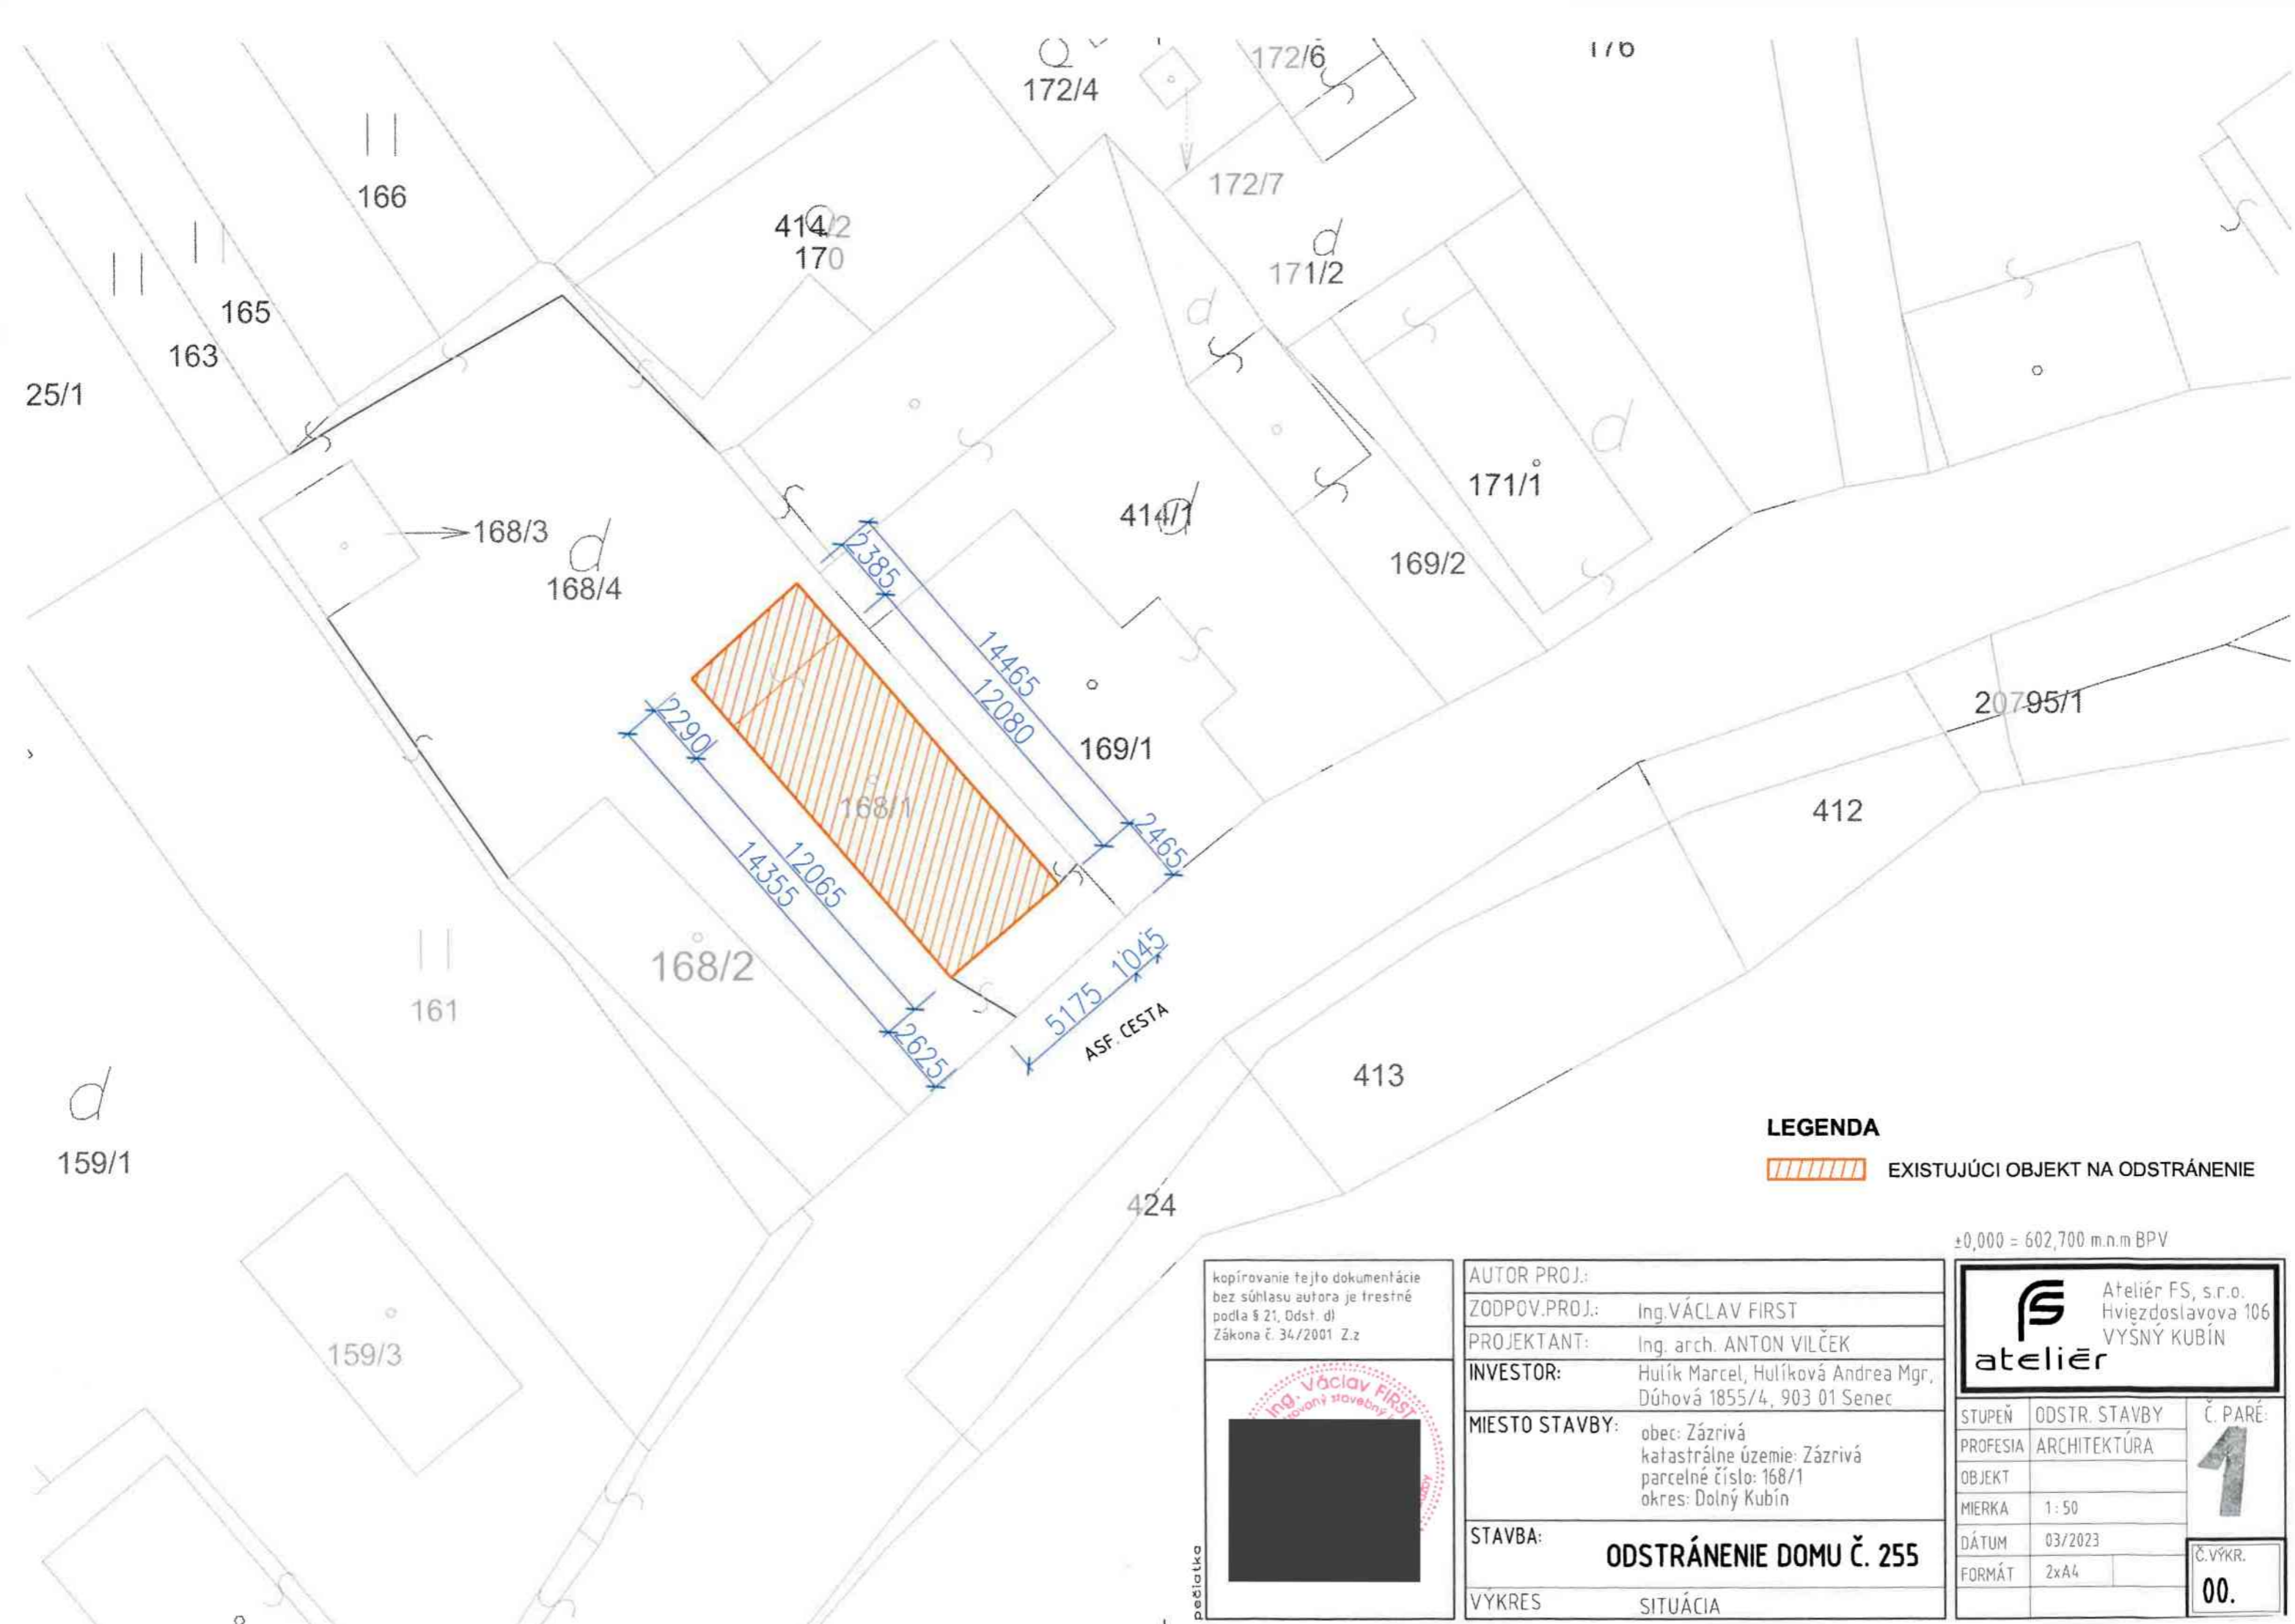 172/4
172/6
176
166
172/7
414/2
170
171/2
165
163
25/1
171/1
168/3
414/1
168/4
169/2
2385
14465
12080
2290
20795/1
169/1
168/1
412
2465
12065
14355
168/2
1045
5175
161
ASF. CESTA
2625
413
159/1
424
159/3
LEGENDA
EXISTUJÚCI OBJEKT NA ODSTRÁNENIE
±0,000 = 602,700 m.n.m BPV
kopírovanie tejto dokumentácie
bez súhlasu autora je trestné
podla § 21, Odst. d)
Zákona č. 34/2001 Z.z
Ing. Václav FIRST
stavebný
pečiatka
AUTOR PROJ.:
ZODPOV.PROJ.: Ing.VÁCLAV FIRST
PROJEKTANT: Ing. arch. ANTON VILČEK
INVESTOR: Hulík Marcel, Hulíková Andrea Mgr,
Dúhová 1855/4, 903 01 Senec
MIESTO STAVBY: obec: Zázrivá
katastrálne územie: Zázrivá
parcelné číslo: 168/1
okres: Dolný Kubín
STAVBA: ODSTRÁNENIE DOMU Č. 255
VÝKRES SITUÁCIA
FS
ateliér
Ateliér FS, s.r.o.
Hviezdoslavova 106
VYŠNÝ KUBÍN
STUPEŇ ODSTR. STAVBY
PROFESIA ARCHITEKTÚRA
OBJEKT
MIERKA 1:50
DÁTUM 03/2023
FORMÁT 2xA4
Č. PARÉ:
1
Č.VÝKR.
00.